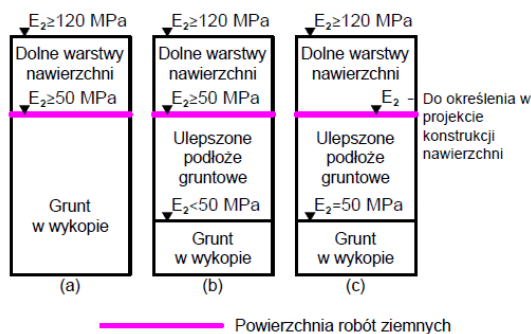 E₂≥120 MPa
Dolne warstwy
nawierzchni
E₂≥50 MPa
Grunt
w wykopie
(a)
E₂≥120 MPa
Dolne warstwy
nawierzchni
E₂≥50 MPa
Ulepszone
podłoże
gruntowe
E₂<50 MPa
Grunt
w wykopie
(b)
E₂≥120 MPa
Dolne warstwy
nawierzchni
E₂ - Do określenia w
projekcie
konstrukcji
nawierzchni
Ulepszone
podłoże
gruntowe
E₂=50 MPa
Grunt
w wykopie
(c)
Powierzchnia robót ziemnych